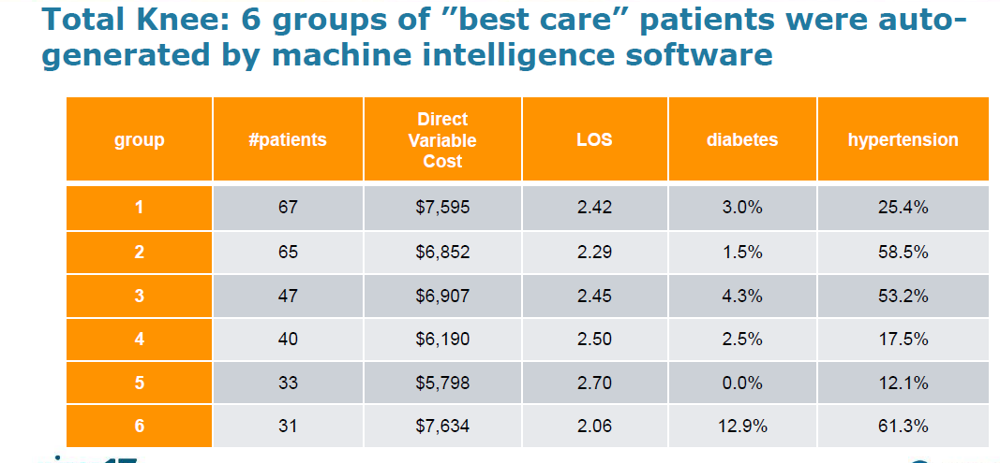 Total Knee: 6 groups of ”best care” patients were auto-
generated by machine intelligence software
group #patients Direct Variable Cost LOS diabetes hypertension
1 67 $7,595 2.42 3.0% 25.4%
2 65 $6,852 2.29 1.5% 58.5%
3 47 $6,907 2.45 4.3% 53.2%
4 40 $6,190 2.50 2.5% 17.5%
5 33 $5,798 2.70 0.0% 12.1%
6 31 $7,634 2.06 12.9% 61.3%